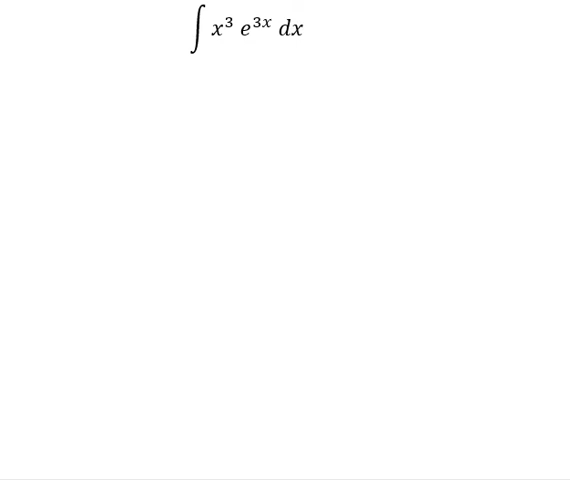 ∫ x³ e³ˣ dx